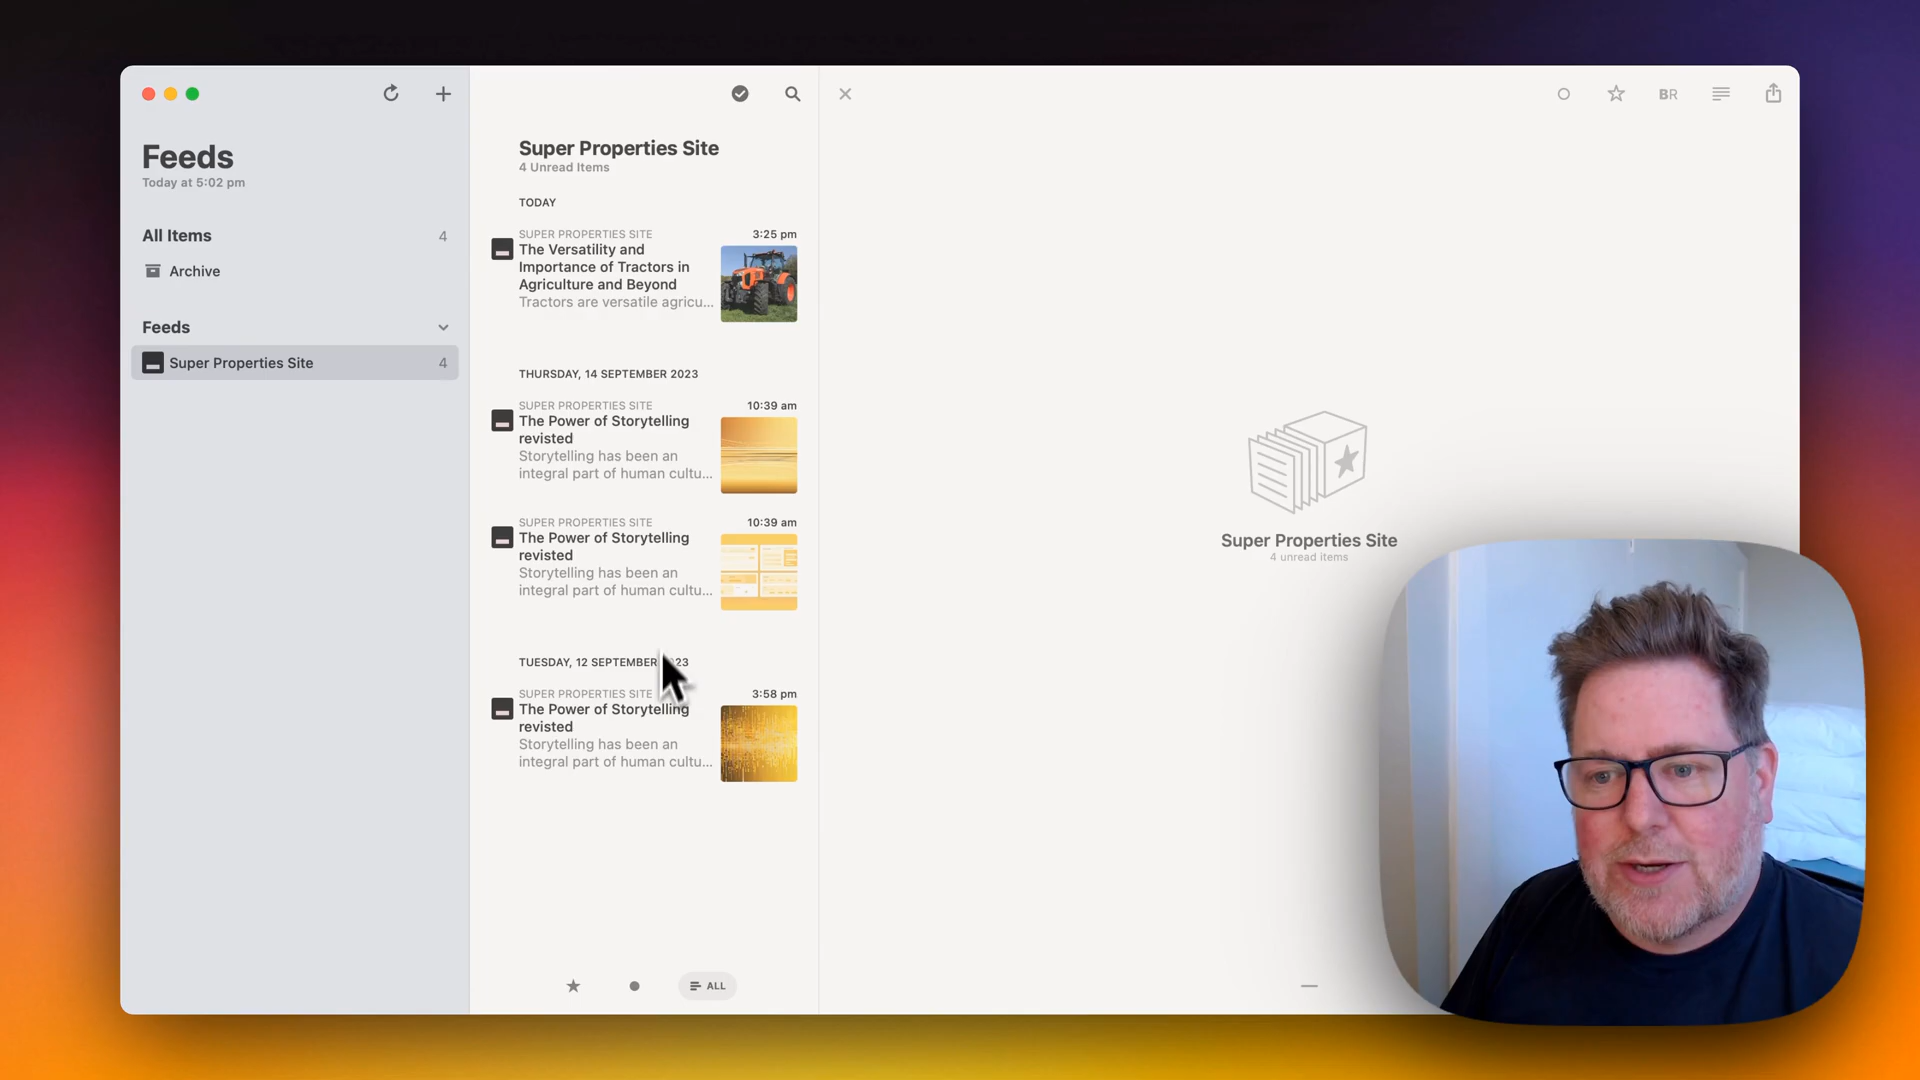 Feeds
Today at 5:02 pm
All Items 4
Archive
Feeds
Super Properties Site 4
Super Properties Site
4 Unread Items
TODAY
SUPER PROPERTIES SITE 3:25 pm
The Versatility and
Importance of Tractors in
Agriculture and Beyond
Tractors are versatile agricu...
THURSDAY, 14 SEPTEMBER 2023
SUPER PROPERTIES SITE 10:39 am
The Power of Storytelling
revisted
Storytelling has been an
integral part of human cultu...
SUPER PROPERTIES SITE 10:39 am
The Power of Storytelling
revisted
Storytelling has been an
integral part of human cultu...
TUESDAY, 12 SEPTEMBER 23
SUPER PROPERTIES SITE 3:58 pm
The Power of Storytelling
revisted
Storytelling has been an
integral part of human cultu...
ALL
BR
Super Properties Site
4 unread items